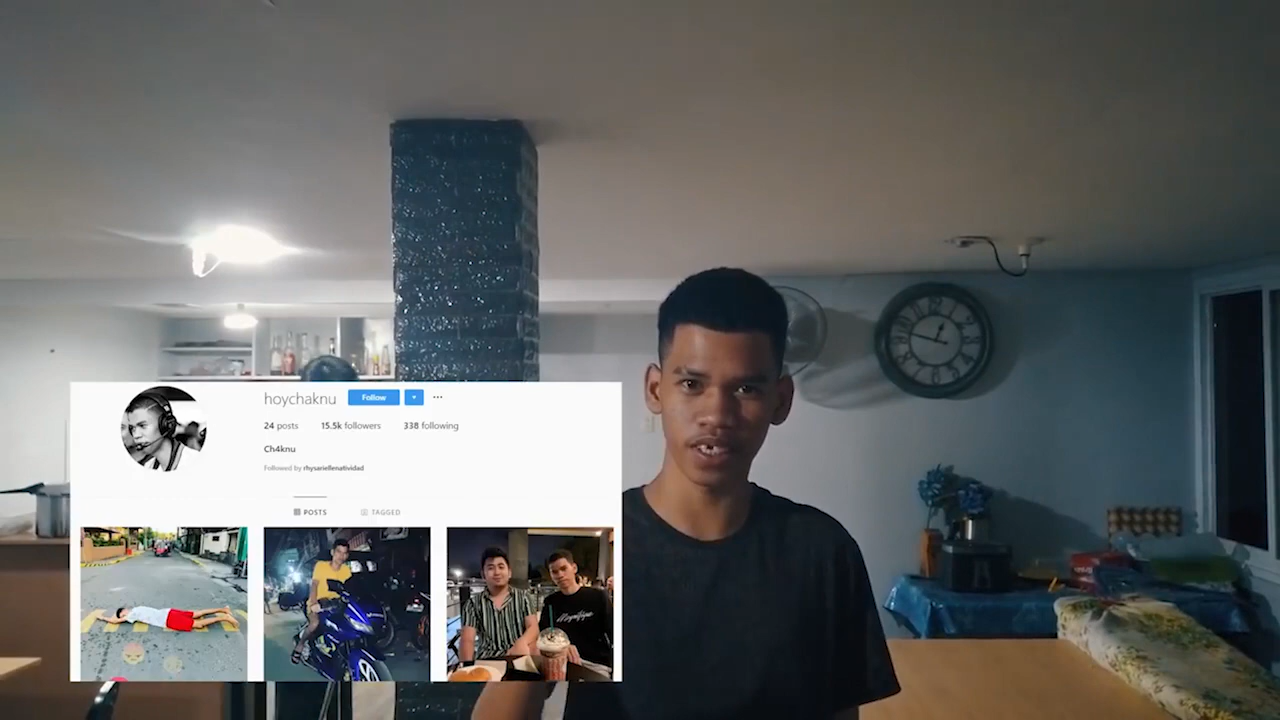 hoychaknu Follow ...
24 posts 15.5k followers 338 following
Ch4knu
Followed by rhysariellenatividad
POSTS TAGGED